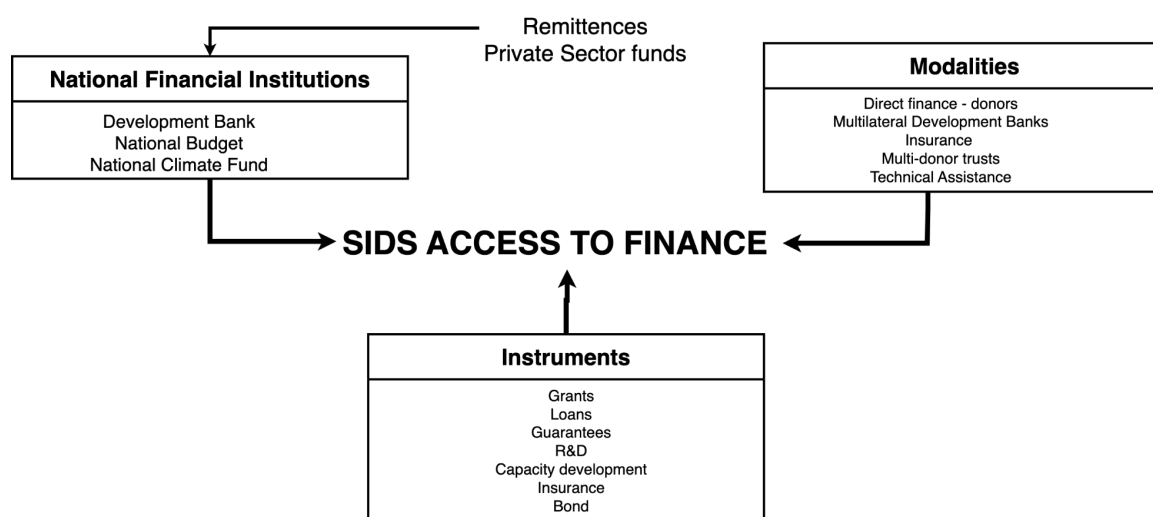 Remittences
Private Sector funds
National Financial Institutions
Development Bank
National Budget
National Climate Fund
Modalities
Direct finance - donors
Multilateral Development Banks
Insurance
Multi-donor trusts
Technical Assistance
SIDS ACCESS TO FINANCE
Instruments
Grants
Loans
Guarantees
R&D
Capacity development
Insurance
Bond